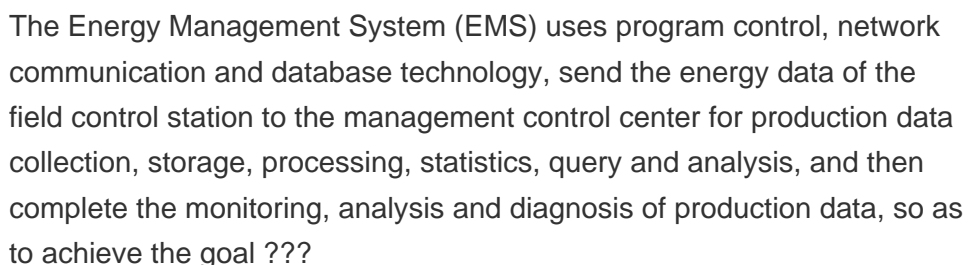 The Energy Management System (EMS) uses program control, network
communication and database technology, send the energy data of the
field control station to the management control center for production data
collection, storage, processing, statistics, query and analysis, and then
complete the monitoring, analysis and diagnosis of production data, so as
to achieve the goal ???